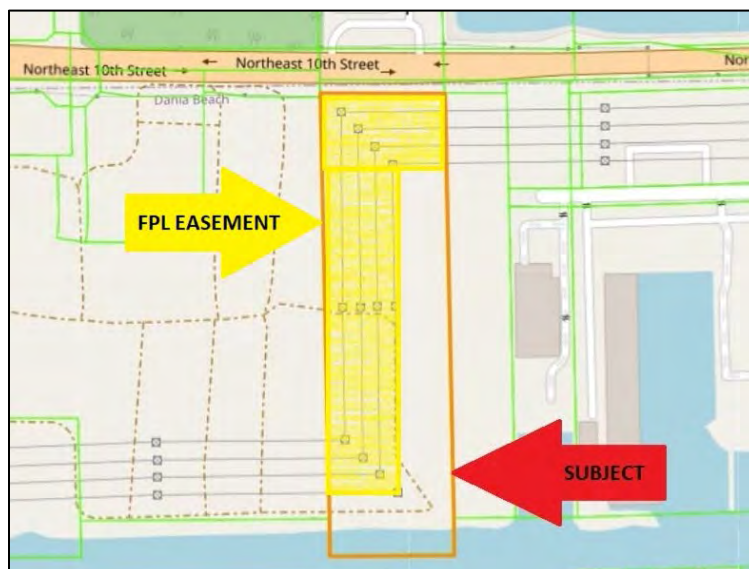 Northeast 10th Street → ← Northeast 10th Street → ← Nor
Dania Beach
FPL EASEMENT
SUBJECT